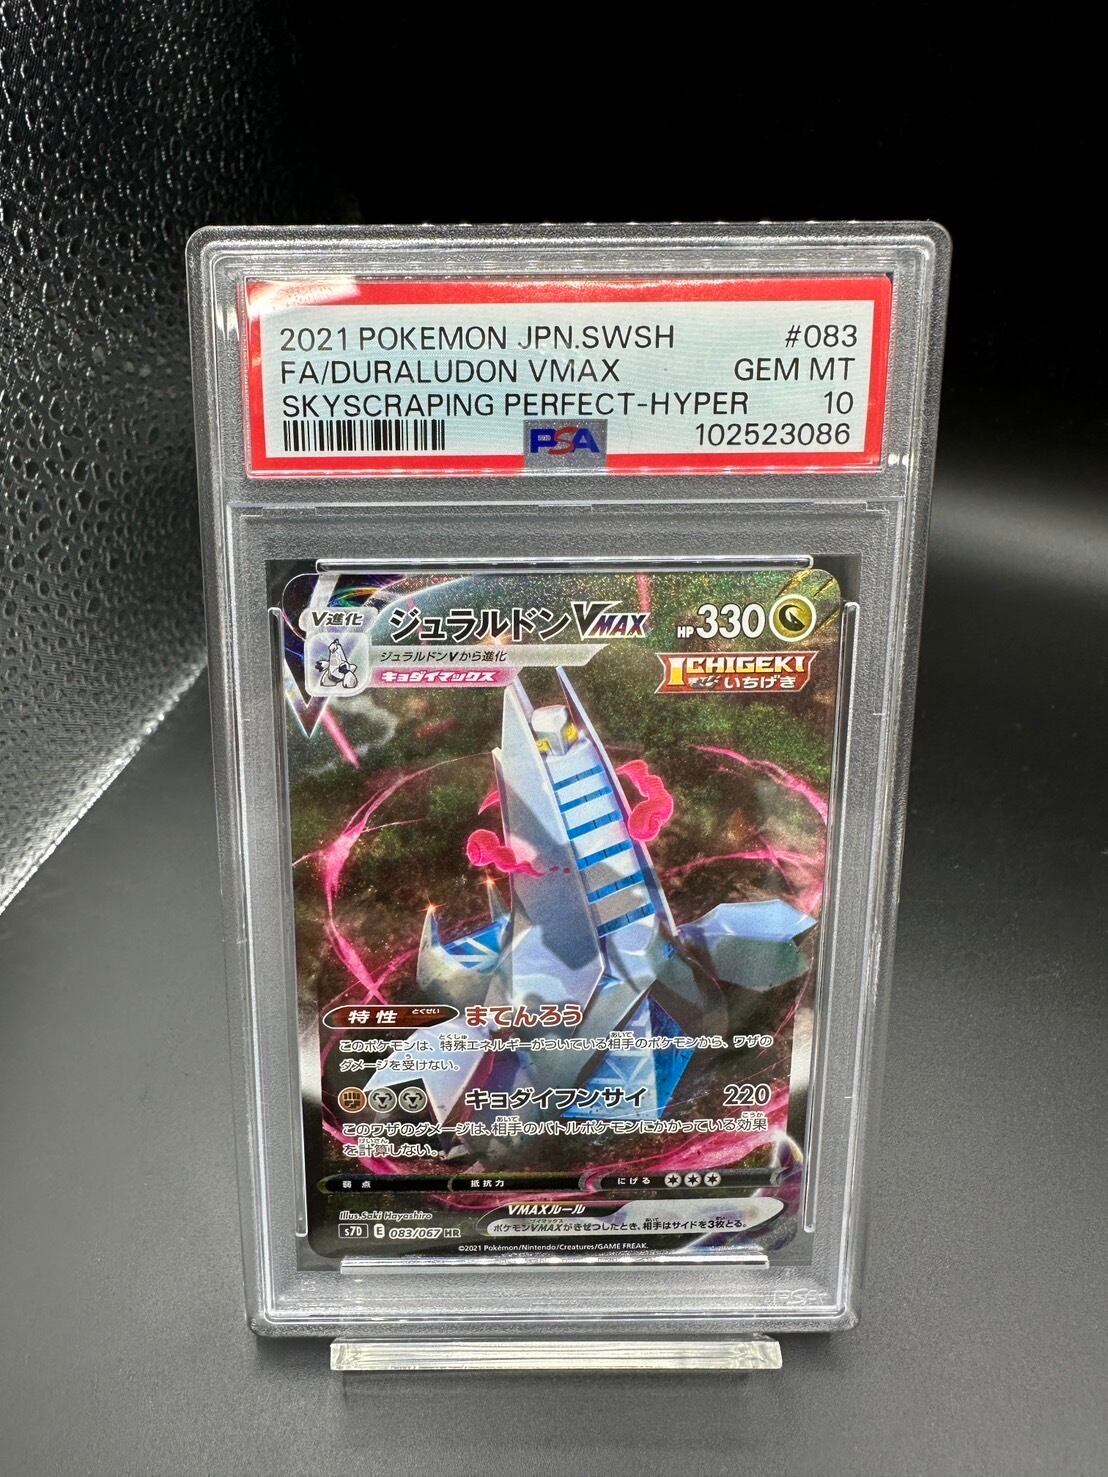 2021 POKEMON JPN.SWSH #083
FA/DURALUDON VMAX GEM MT
SKYSCRAPING PERFECT-HYPER 10
PSA 102523086
V進化 ジュラルドンVMAX HP330
ジュラルドンVから進化
キョダイマックス
ICHIGEKI
いちげき
特性 とくせい まてんろう
このポケモンは、特殊エネルギーがついている相手のポケモンから、ワザの
ダメージを受けない。
キョダイフンサイ 220
このワザのダメージは、相手のバトルポケモンにかかっている効果
を計算しない。
弱点 抵抗力 にげる
Illus.Saki Hayashiro
VMAXルール
ポケモンVMAXがきぜつしたとき、相手はサイドを3枚とる。
s7D E 083/067 HR
©2021 Pokémon/Nintendo/Creatures/GAME FREAK.
PSA